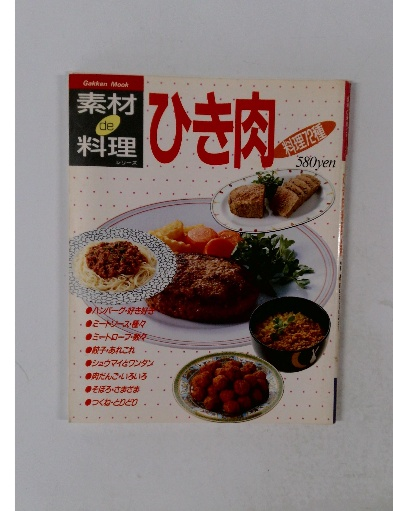 Gakken Mook
素材
de
料理
シリーズ
ひき肉
料理72種
580yen
●ハンバーグ・好き好き
●ミートソース・種々
●ミートローフ・数々
●餃子・あれこれ
●シュウマイとワンタン
●肉だんご・いろいろ
●そぼろ・さまざま
●つくね・とりどり